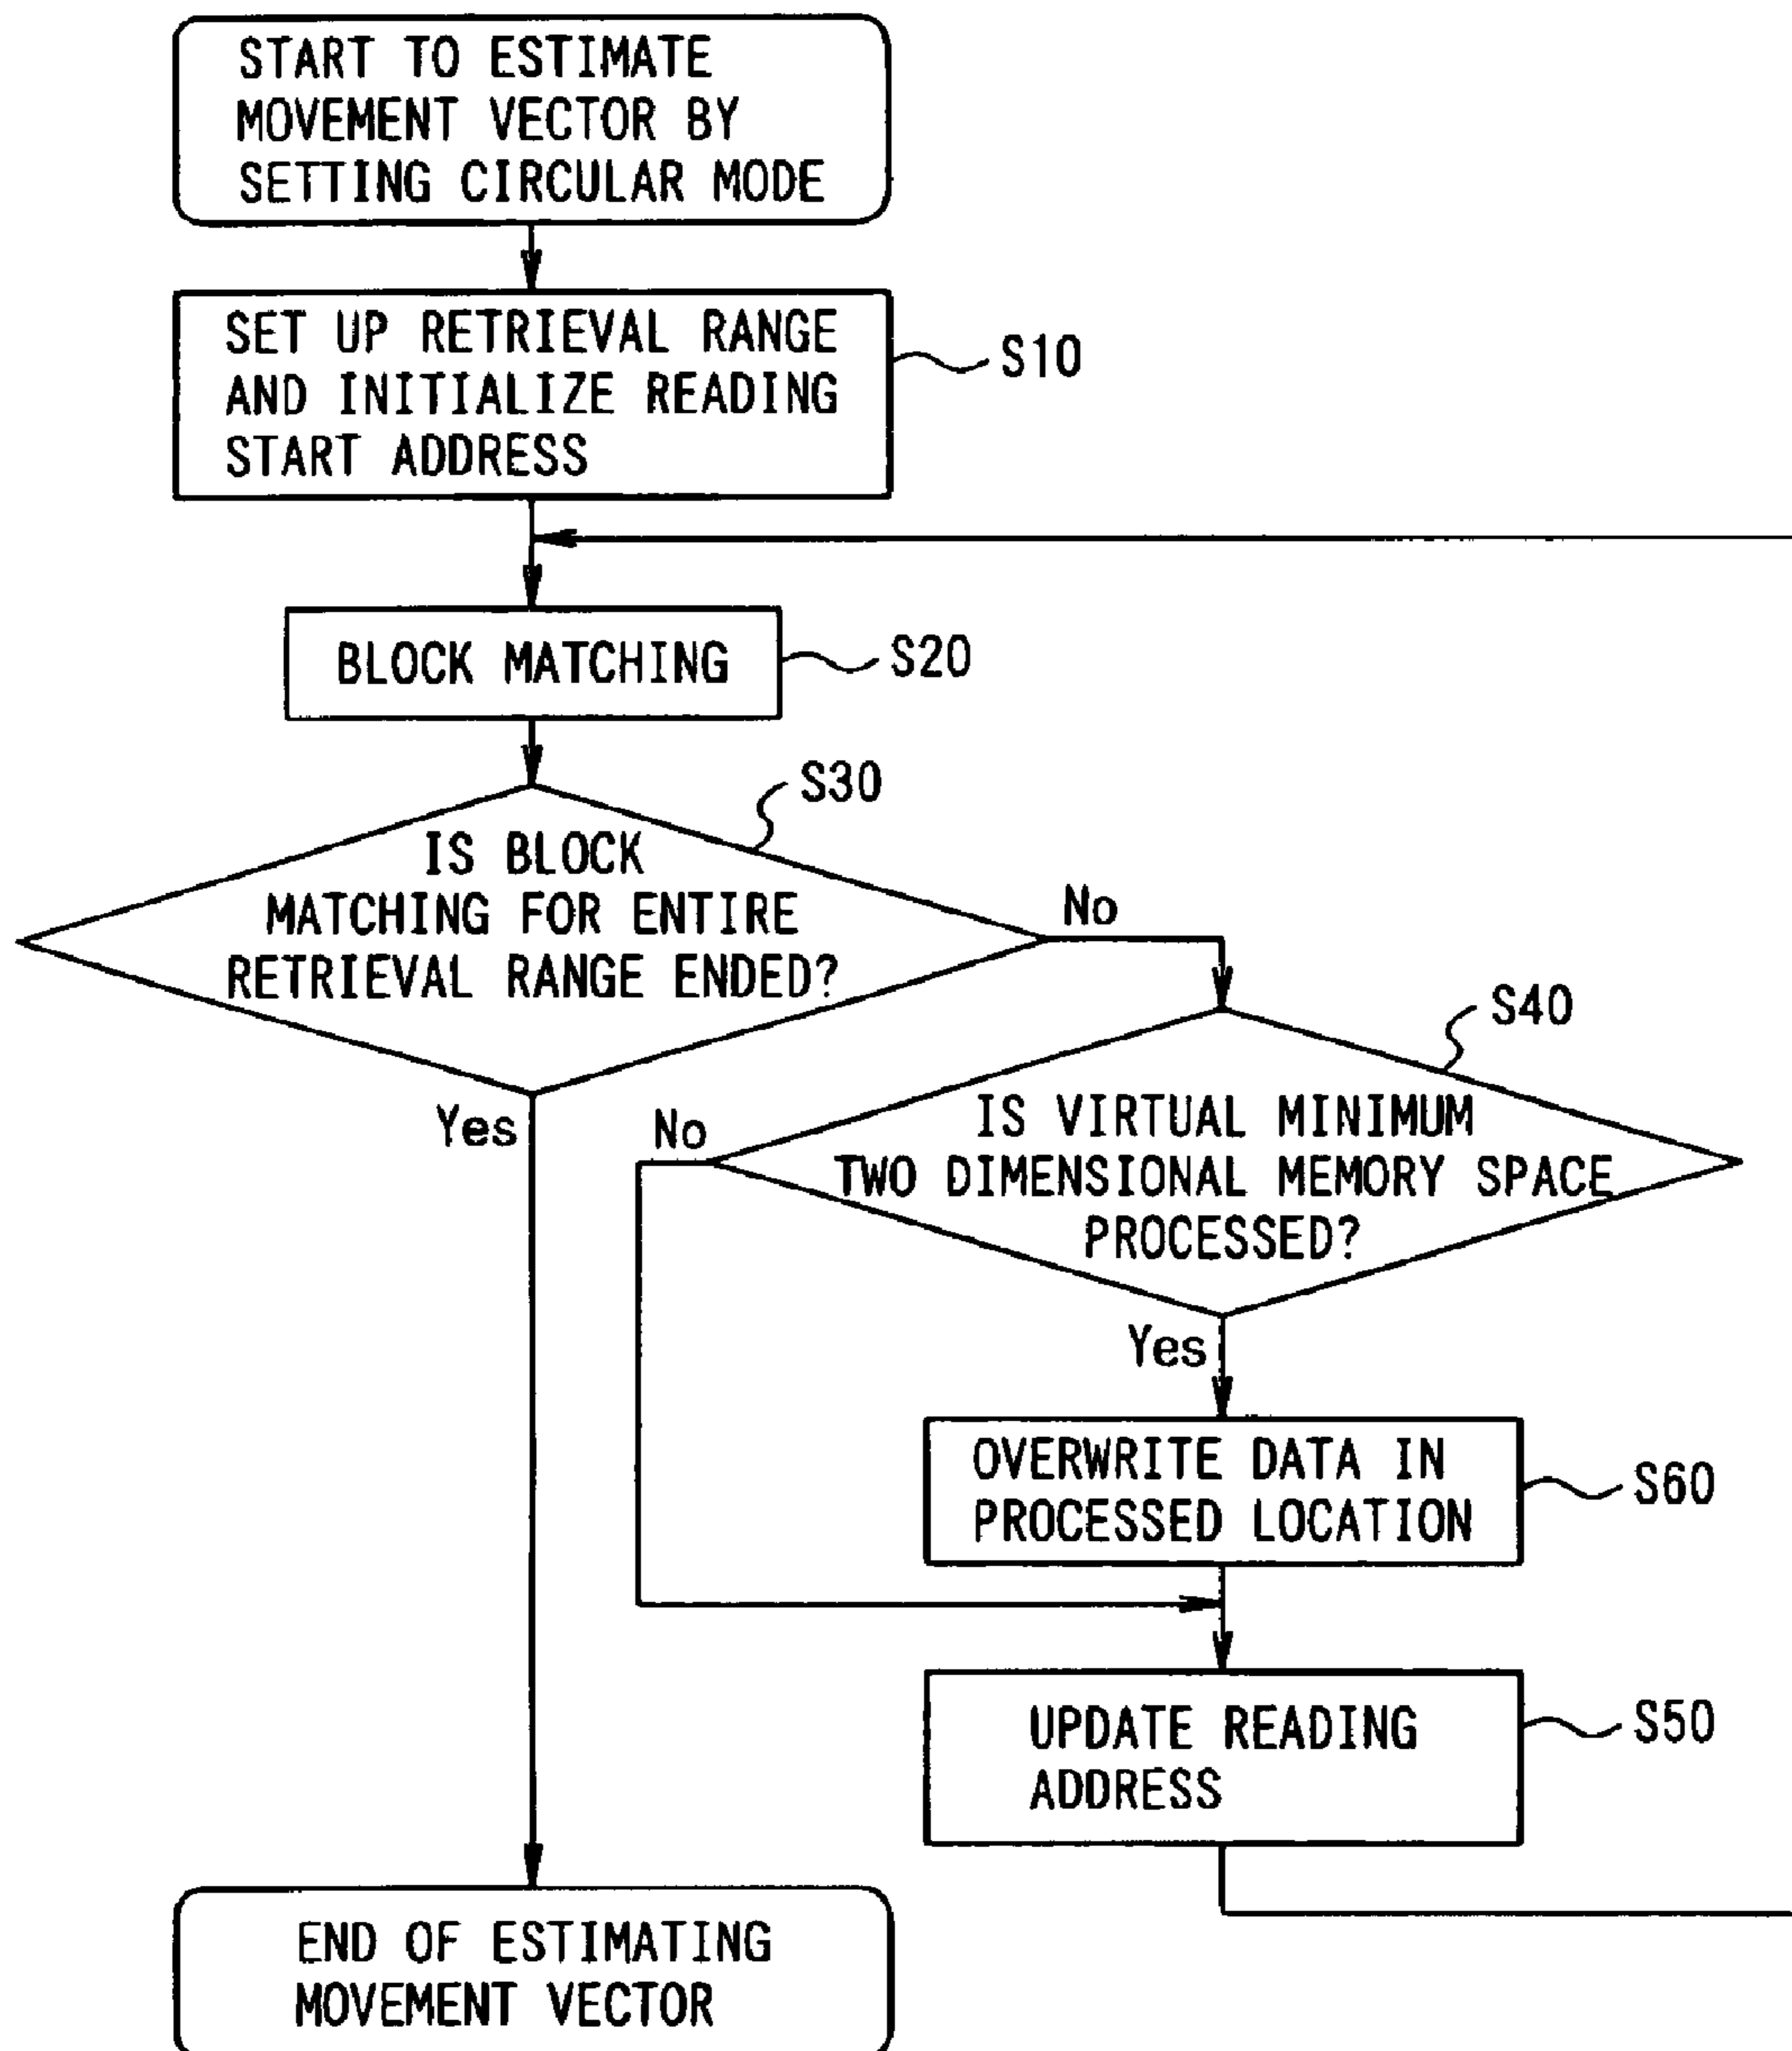 START TO ESTIMATE
MOVEMENT VECTOR BY
SETTING CIRCULAR MODE
SET UP RETRIEVAL RANGE
AND INITIALIZE READING
START ADDRESS
S10
BLOCK MATCHING
S20
S30
IS BLOCK
MATCHING FOR ENTIRE
RETRIEVAL RANGE ENDED?
No
Yes
S40
IS VIRTUAL MINIMUM
TWO DIMENSIONAL MEMORY SPACE
PROCESSED?
No
Yes
OVERWRITE DATA IN
PROCESSED LOCATION
S60
UPDATE READING
ADDRESS
S50
END OF ESTIMATING
MOVEMENT VECTOR